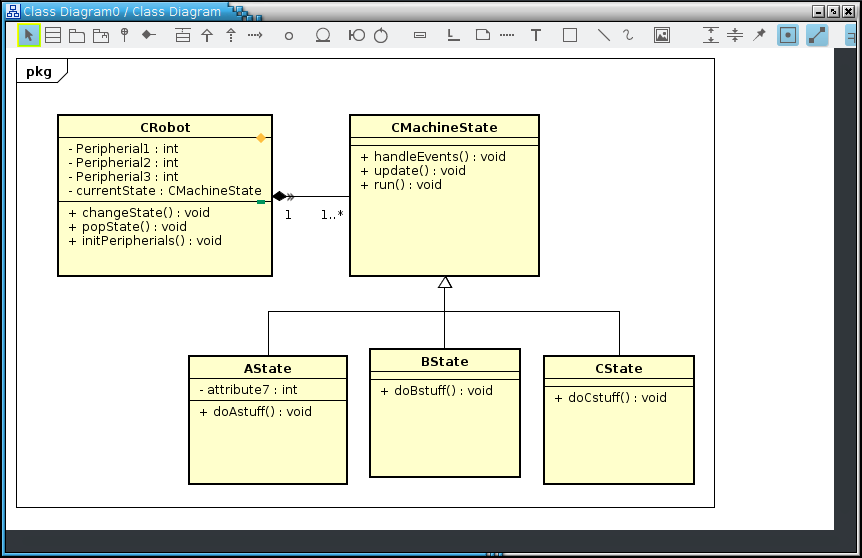 Class Diagram0 / Class Diagram
T
pkg
CRobot
- Peripherial1 : int
- Peripherial2 : int
- Peripherial3 : int
- currentState : CMachineState
+ changeState() : void
+ popState() : void
+ initPeripherials() : void
1
1..*
CMachineState
+ handleEvents() : void
+ update() : void
+ run() : void
AState
- attribute7 : int
+ doAstuff() : void
BState
+ doBstuff() : void
CState
+ doCstuff() : void